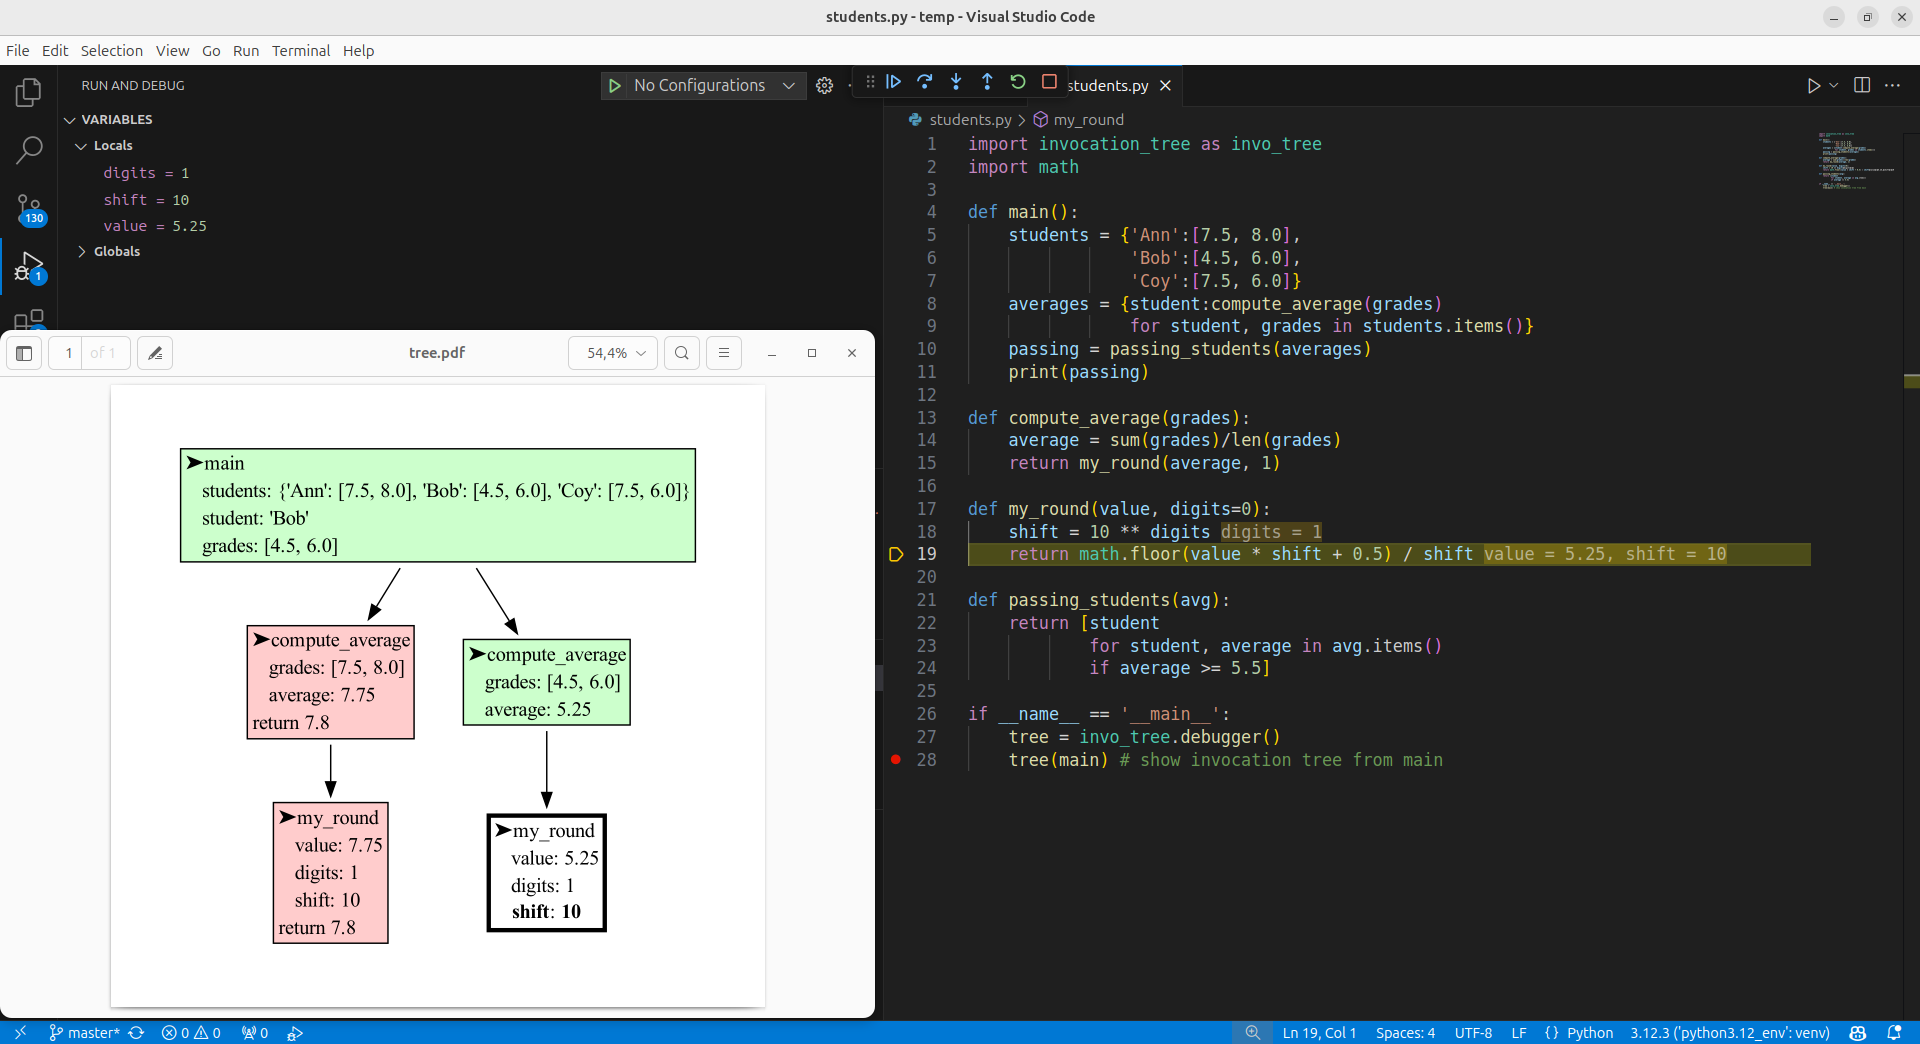 students.py - temp - Visual Studio Code
File Edit Selection View Go Run Terminal Help
RUN AND DEBUG
No Configurations
students.py
VARIABLES
Locals
digits = 1
shift = 10
value = 5.25
Globals
130
1
students.py > my_round
1 import invocation_tree as invo_tree
2 import math
3
4 def main():
5     students = {'Ann':[7.5, 8.0],
6                 'Bob':[4.5, 6.0],
7                 'Coy':[7.5, 6.0]}
8     averages = {student:compute_average(grades)
9                 for student, grades in students.items()}
10     passing = passing_students(averages)
11     print(passing)
12
13 def compute_average(grades):
14     average = sum(grades)/len(grades)
15     return my_round(average, 1)
16
17 def my_round(value, digits=0):
18     shift = 10 ** digits digits = 1
19     return math.floor(value * shift + 0.5) / shift value = 5.25, shift = 10
20
21 def passing_students(avg):
22     return [student
23             for student, average in avg.items()
24             if average >= 5.5]
25
26 if __name__ == '__main__':
27     tree = invo_tree.debugger()
28     tree(main) # show invocation tree from main
1 of 1
tree.pdf
54,4%
main
students: {'Ann': [7.5, 8.0], 'Bob': [4.5, 6.0], 'Coy': [7.5, 6.0]}
student: 'Bob'
grades: [4.5, 6.0]
compute_average
grades: [7.5, 8.0]
average: 7.75
return 7.8
compute_average
grades: [4.5, 6.0]
average: 5.25
my_round
value: 7.75
digits: 1
shift: 10
return 7.8
my_round
value: 5.25
digits: 1
shift: 10
master* 0 0 0
Ln 19, Col 1 Spaces: 4 UTF-8 LF {} Python 3.12.3 ('python3.12_env': venv)